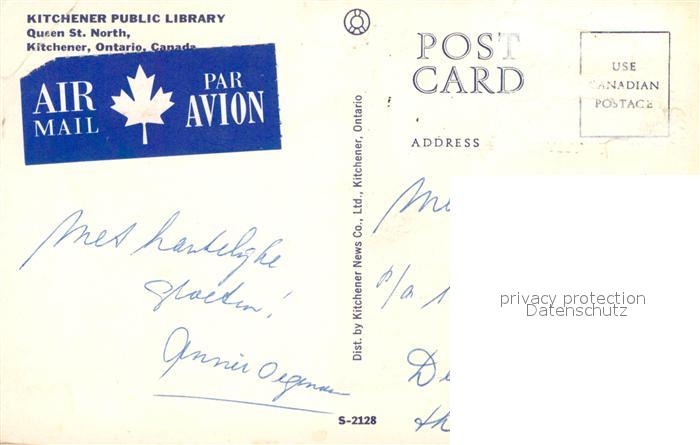 KITCHENER PUBLIC LIBRARY
Queen St. North,
Kitchener, Ontario, Canada
AIR MAIL
PAR AVION
Met hartelijke
groeten!
Annie
Dist. by Kitchener News Co., Ltd., Kitchener, Ontario
S-2128
POST
CARD
USE
CANADIAN
POSTAGE
ADDRESS
privacy protection
Datenschutz